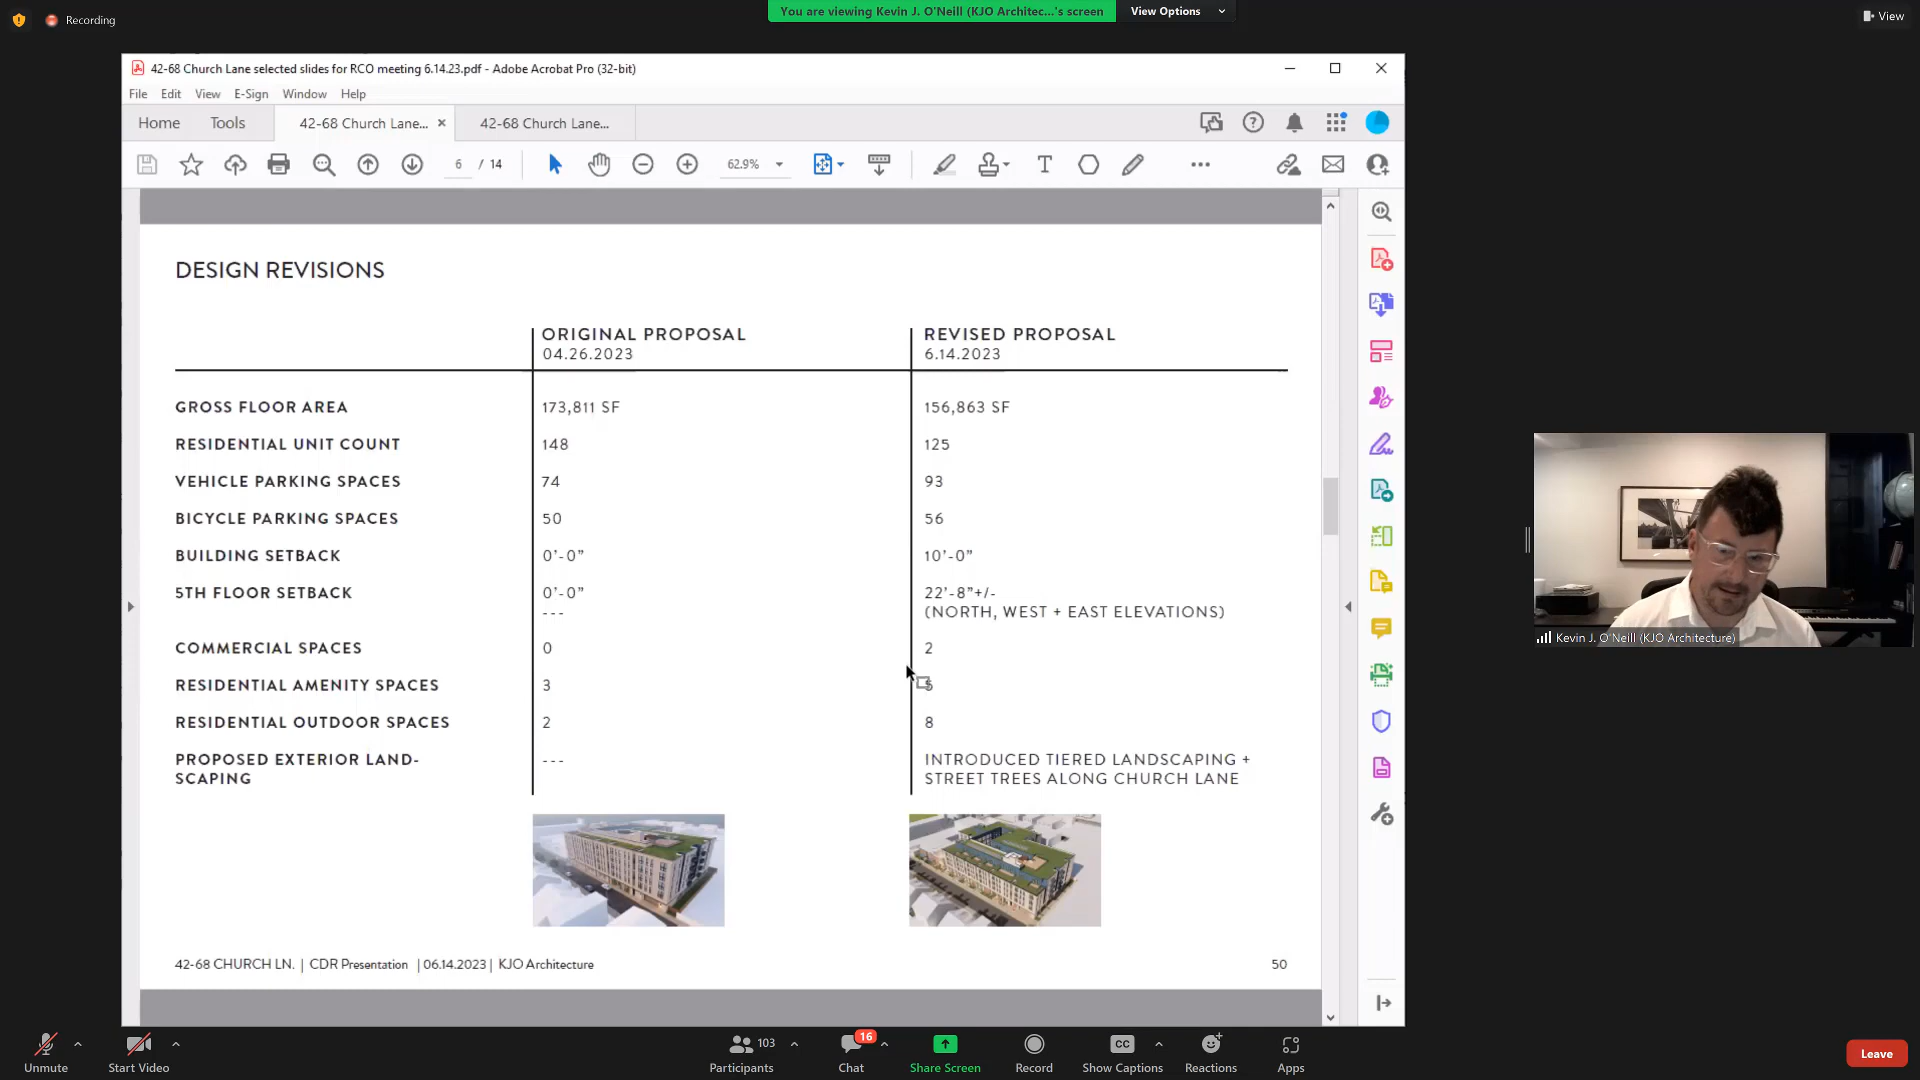 Recording
You are viewing Kevin J. O'Neill (KJO Architec...'s screen
View Options
View
42-68 Church Lane selected slides for RCO meeting 6.14.23.pdf - Adobe Acrobat Pro (32-bit)
File Edit View E-Sign Window Help
Home Tools 42-68 Church Lane... 42-68 Church Lane...
6 / 14 62.9%
DESIGN REVISIONS
ORIGINAL PROPOSAL REVISED PROPOSAL
04.26.2023 6.14.2023
GROSS FLOOR AREA 173,811 SF 156,863 SF
RESIDENTIAL UNIT COUNT 148 125
VEHICLE PARKING SPACES 74 93
BICYCLE PARKING SPACES 50 56
BUILDING SETBACK 0'-0" 10'-0"
5TH FLOOR SETBACK 0'-0" 22'-8"+/-
--- (NORTH, WEST + EAST ELEVATIONS)
COMMERCIAL SPACES 0 2
RESIDENTIAL AMENITY SPACES 3
RESIDENTIAL OUTDOOR SPACES 2 8
PROPOSED EXTERIOR LAND- --- INTRODUCED TIERED LANDSCAPING +
SCAPING STREET TREES ALONG CHURCH LANE
42-68 CHURCH LN. | CDR Presentation | 06.14.2023 | KJO Architecture 50
Kevin J. O'Neill (KJO Architecture)
103 16 CC
Unmute Start Video Participants Chat Share Screen Record Show Captions Reactions Apps Leave